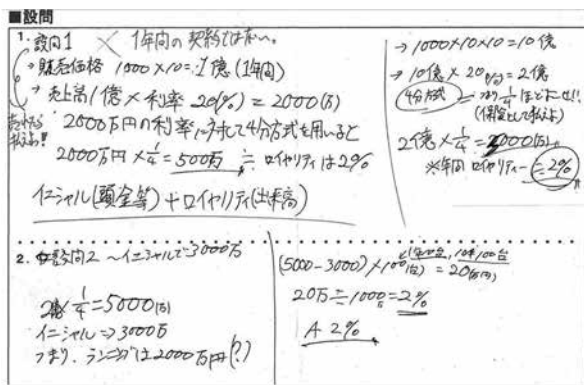 ■設問
1. 設問1 × 1年間の契約ではない。
→ 販売価格 1000×10=1億(1年間)
→ 売上高1億×利率20(%)=2000(万)
2000万円の利率に対して4分方式を用いると
2000万円×1/4=500万 ≒ ロイヤリティは2%
イニシャル(頭金等)+ロイヤリティ(出来高)
→ 1000×10×10=10億
→ 10億×20(%)=2億
4分方式
2億×1/4=5000(万)
※年間ロイヤリティー=2%
2. 設問2 ~イニシャルで3000万
2億×1/4=5000(万)
イニシャル⇒3000万
つまり、ランニングは2000万円(?)
(5000-3000)
=20(万円)
20万÷1000万=2%
A 2%